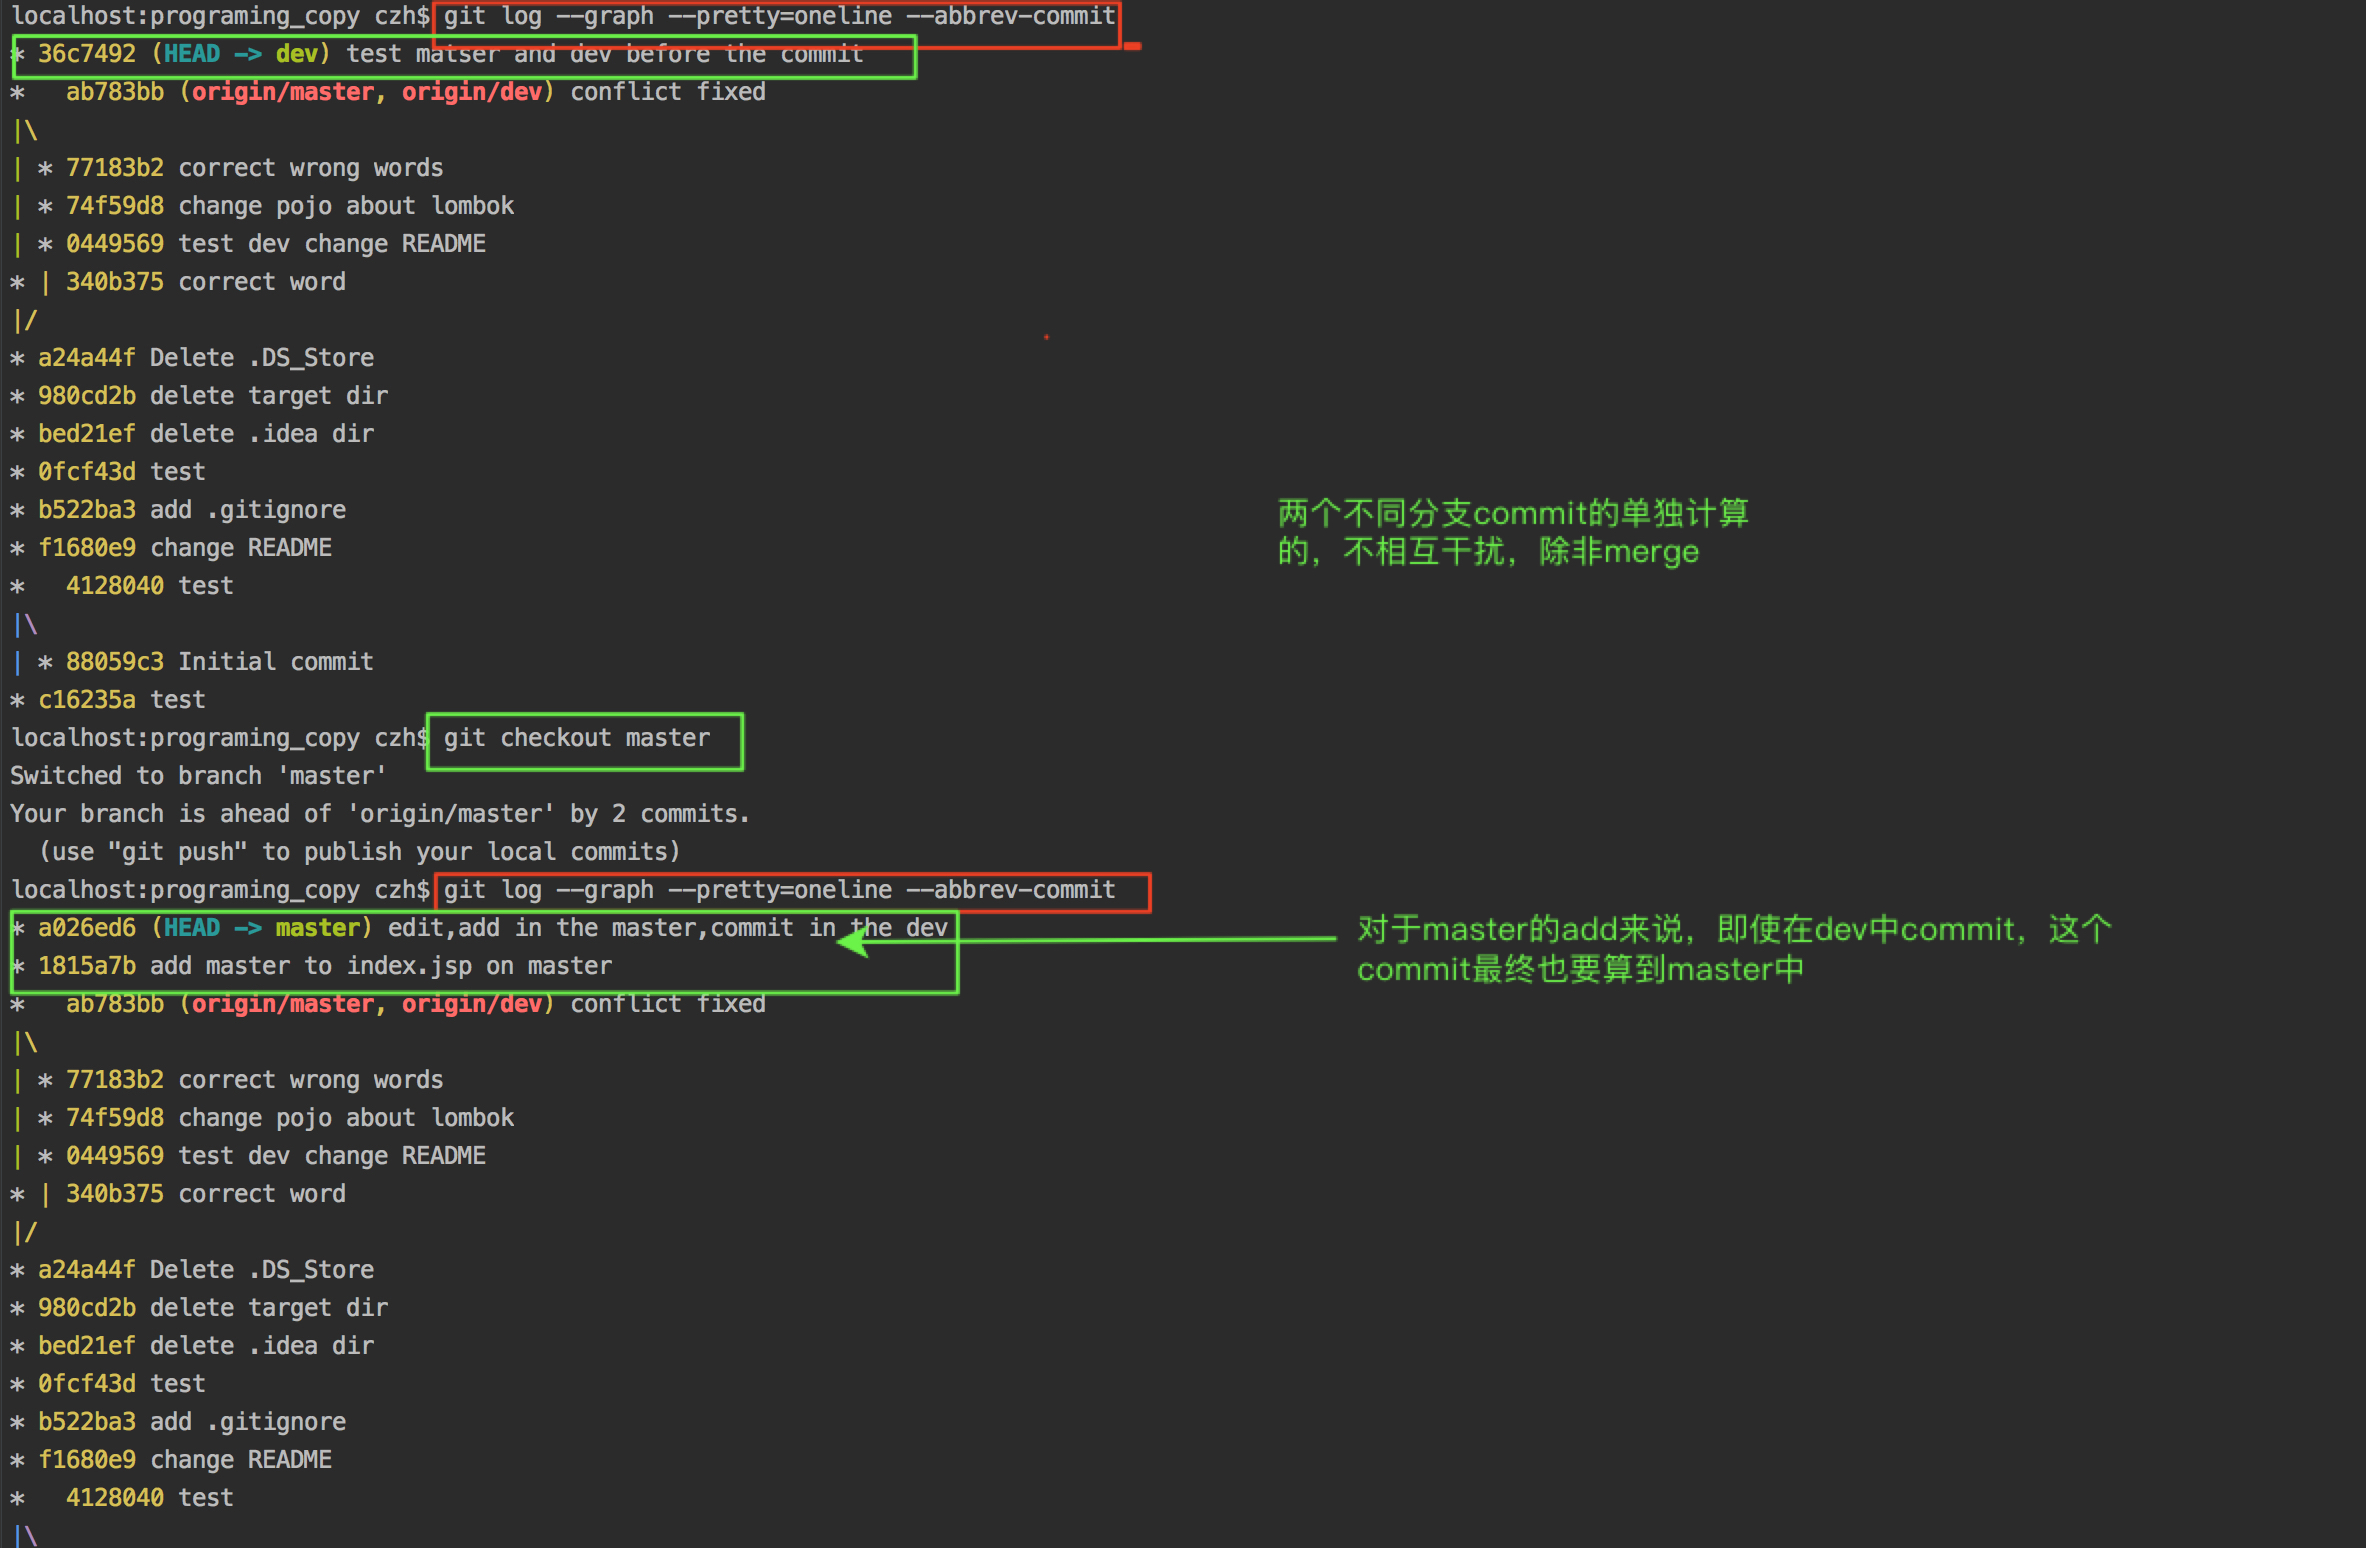 localhost:programing_copy czh$ git log --graph --pretty=oneline --abbrev-commit
* 36c7492 (HEAD -> dev) test matser and dev before the commit
*   ab783bb (origin/master, origin/dev) conflict fixed
|\
| * 77183b2 correct wrong words
| * 74f59d8 change pojo about lombok
| * 0449569 test dev change README
* | 340b375 correct word
|/
* a24a44f Delete .DS_Store
* 980cd2b delete target dir
* bed21ef delete .idea dir
* 0fcf43d test
* b522ba3 add .gitignore
两个不同分支commit的单独计算
* f1680e9 change README
的，不相互干扰，除非merge
*   4128040 test
|\
| * 88059c3 Initial commit
* c16235a test
localhost:programing_copy czh$ git checkout master
Switched to branch 'master'
Your branch is ahead of 'origin/master' by 2 commits.
  (use "git push" to publish your local commits)
localhost:programing_copy czh$ git log --graph --pretty=oneline --abbrev-commit
* a026ed6 (HEAD -> master) edit,add in the master,commit in the dev
对于master的add来说，即使在dev中commit，这个
* 1815a7b add master to index.jsp on master
commit最终也要算到master中
*   ab783bb (origin/master, origin/dev) conflict fixed
|\
| * 77183b2 correct wrong words
| * 74f59d8 change pojo about lombok
| * 0449569 test dev change README
* | 340b375 correct word
|/
* a24a44f Delete .DS_Store
* 980cd2b delete target dir
* bed21ef delete .idea dir
* 0fcf43d test
* b522ba3 add .gitignore
* f1680e9 change README
*   4128040 test
|\